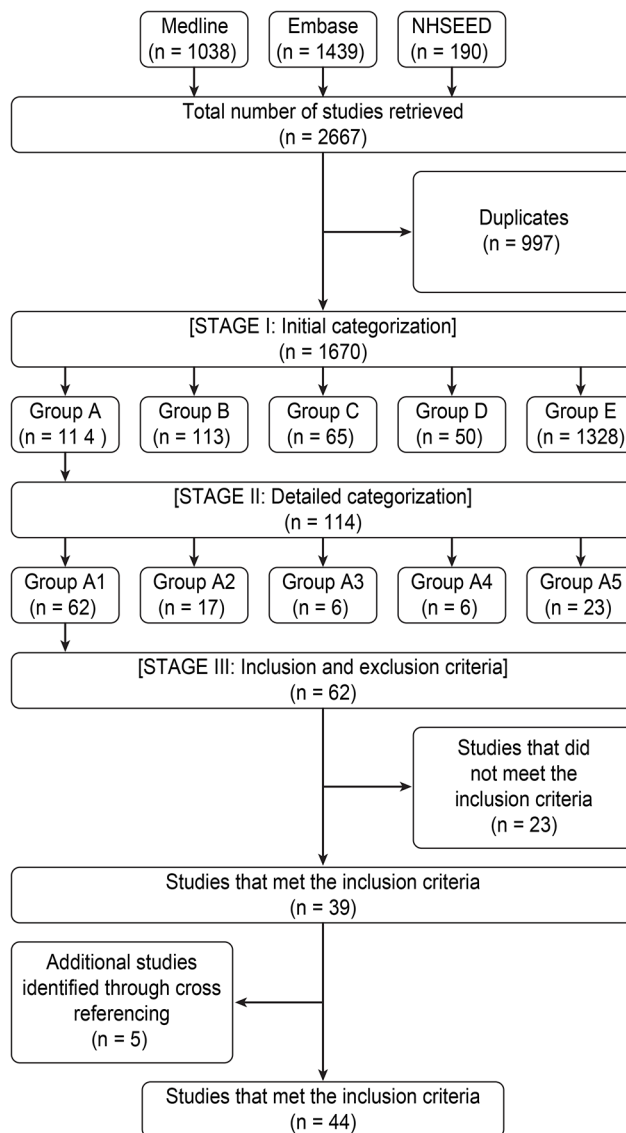 Medline
(n = 1038)
Embase
(n = 1439)
NHSEED
(n = 190)
Total number of studies retrieved
(n = 2667)
Duplicates
(n = 997)
[STAGE I: Initial categorization]
(n = 1670)
Group A
(n = 11 4 )
Group B
(n = 113)
Group C
(n = 65)
Group D
(n = 50)
Group E
(n = 1328)
[STAGE II: Detailed categorization]
(n = 114)
Group A1
(n = 62)
Group A2
(n = 17)
Group A3
(n = 6)
Group A4
(n = 6)
Group A5
(n = 23)
[STAGE III: Inclusion and exclusion criteria]
(n = 62)
Studies that did
not meet the
inclusion criteria
(n = 23)
Studies that met the inclusion criteria
(n = 39)
Additional studies
identified through cross
referencing
(n = 5)
Studies that met the inclusion criteria
(n = 44)